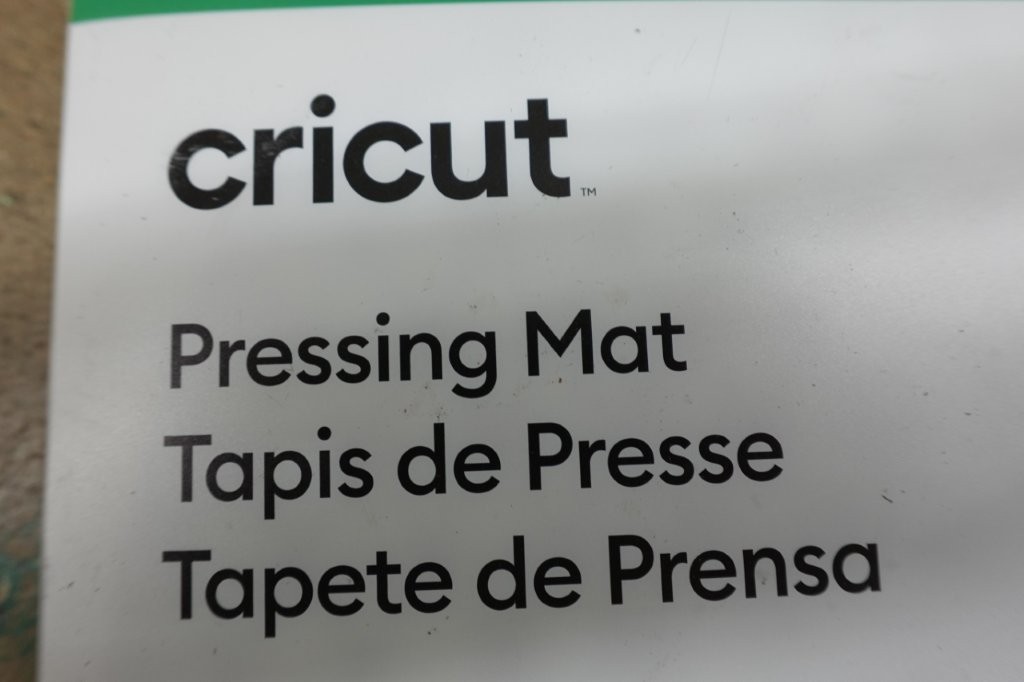 cricut™
Pressing Mat
Tapis de Presse
Tapete de Prensa